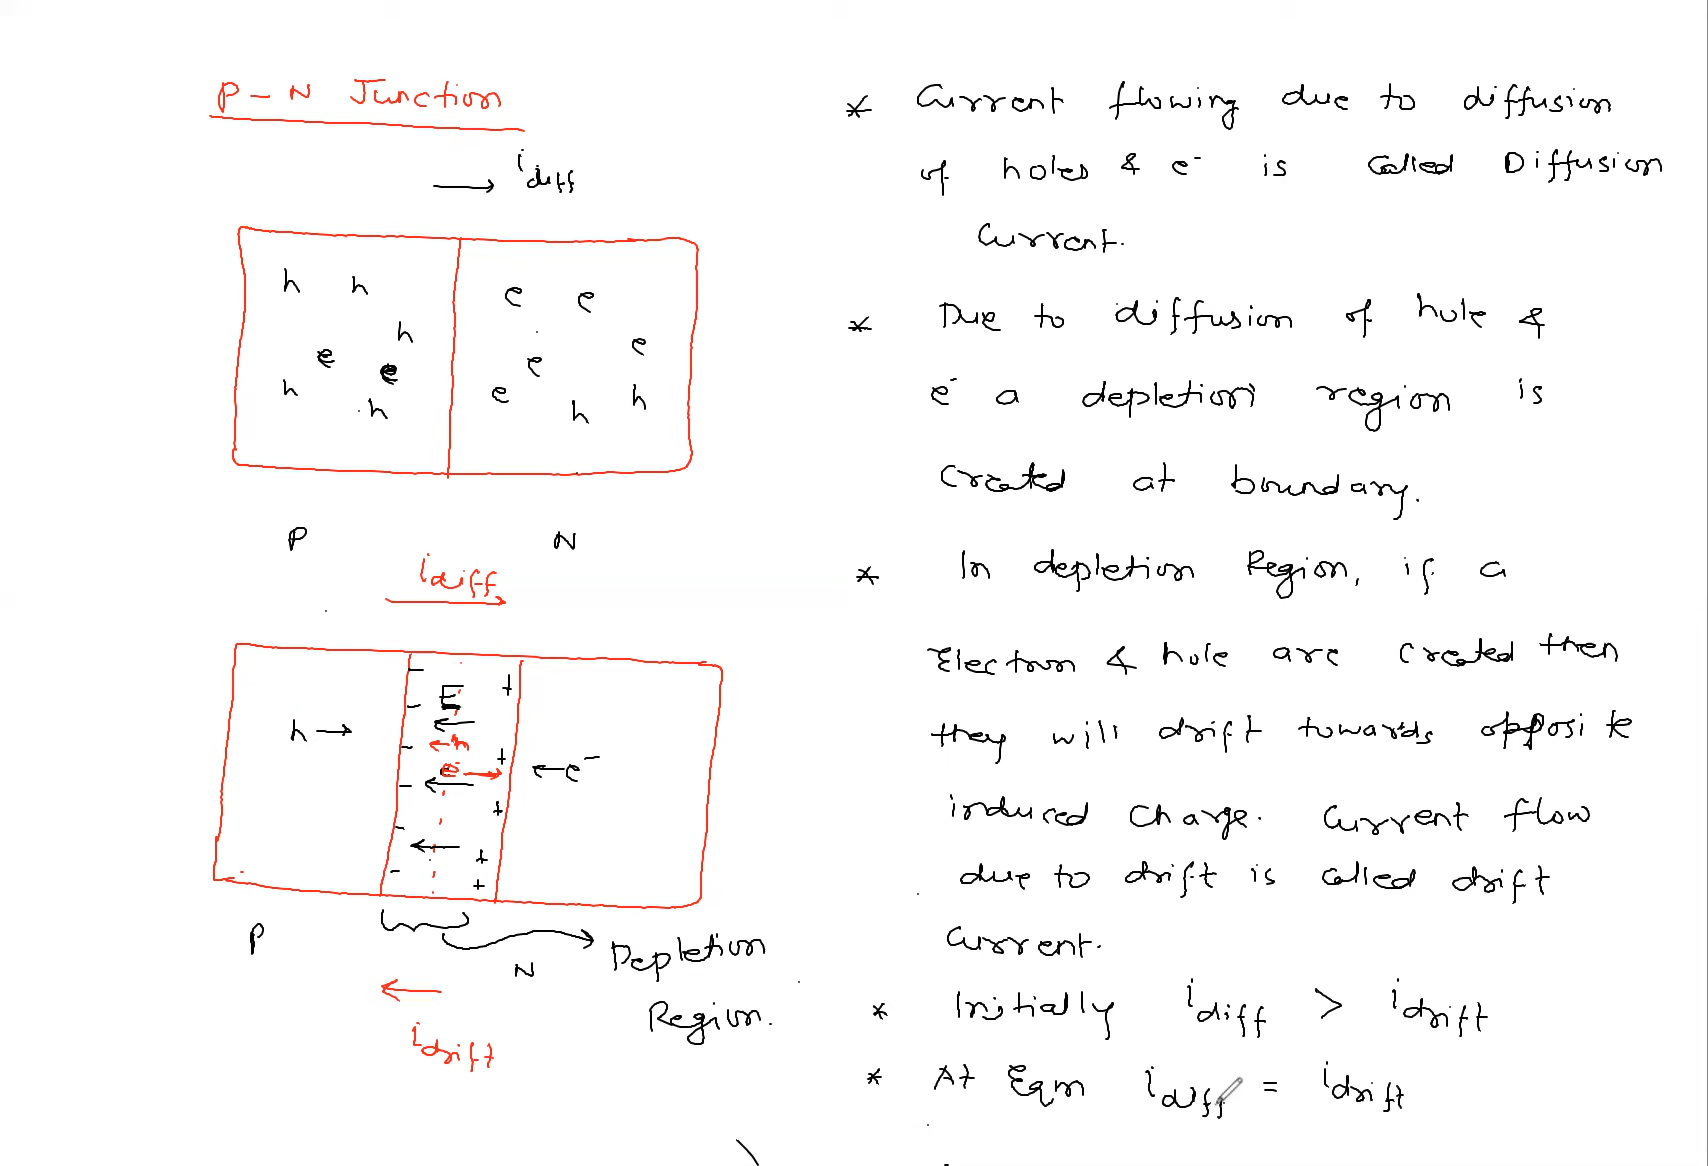 P - N Junction
→ i diff
h h e e
h e
e e e
h h e h h
P N
i diff
E
h →
← h
e →
← e⁻
- - - - - -
+ + + + +
P
N
Depletion
Region.
i drift
* Current flowing due to diffusion
of holes & e⁻ is called Diffusion
Current.
* Due to diffusion of hole &
e⁻ a depletion region is
created at boundary.
* In depletion Region, if a
Electron & hole are created then
they will drift towards opposite
induced charge. Current flow
due to drift is called drift
Current.
* Initially i diff > i drift
* At Eqm i diff = i drift